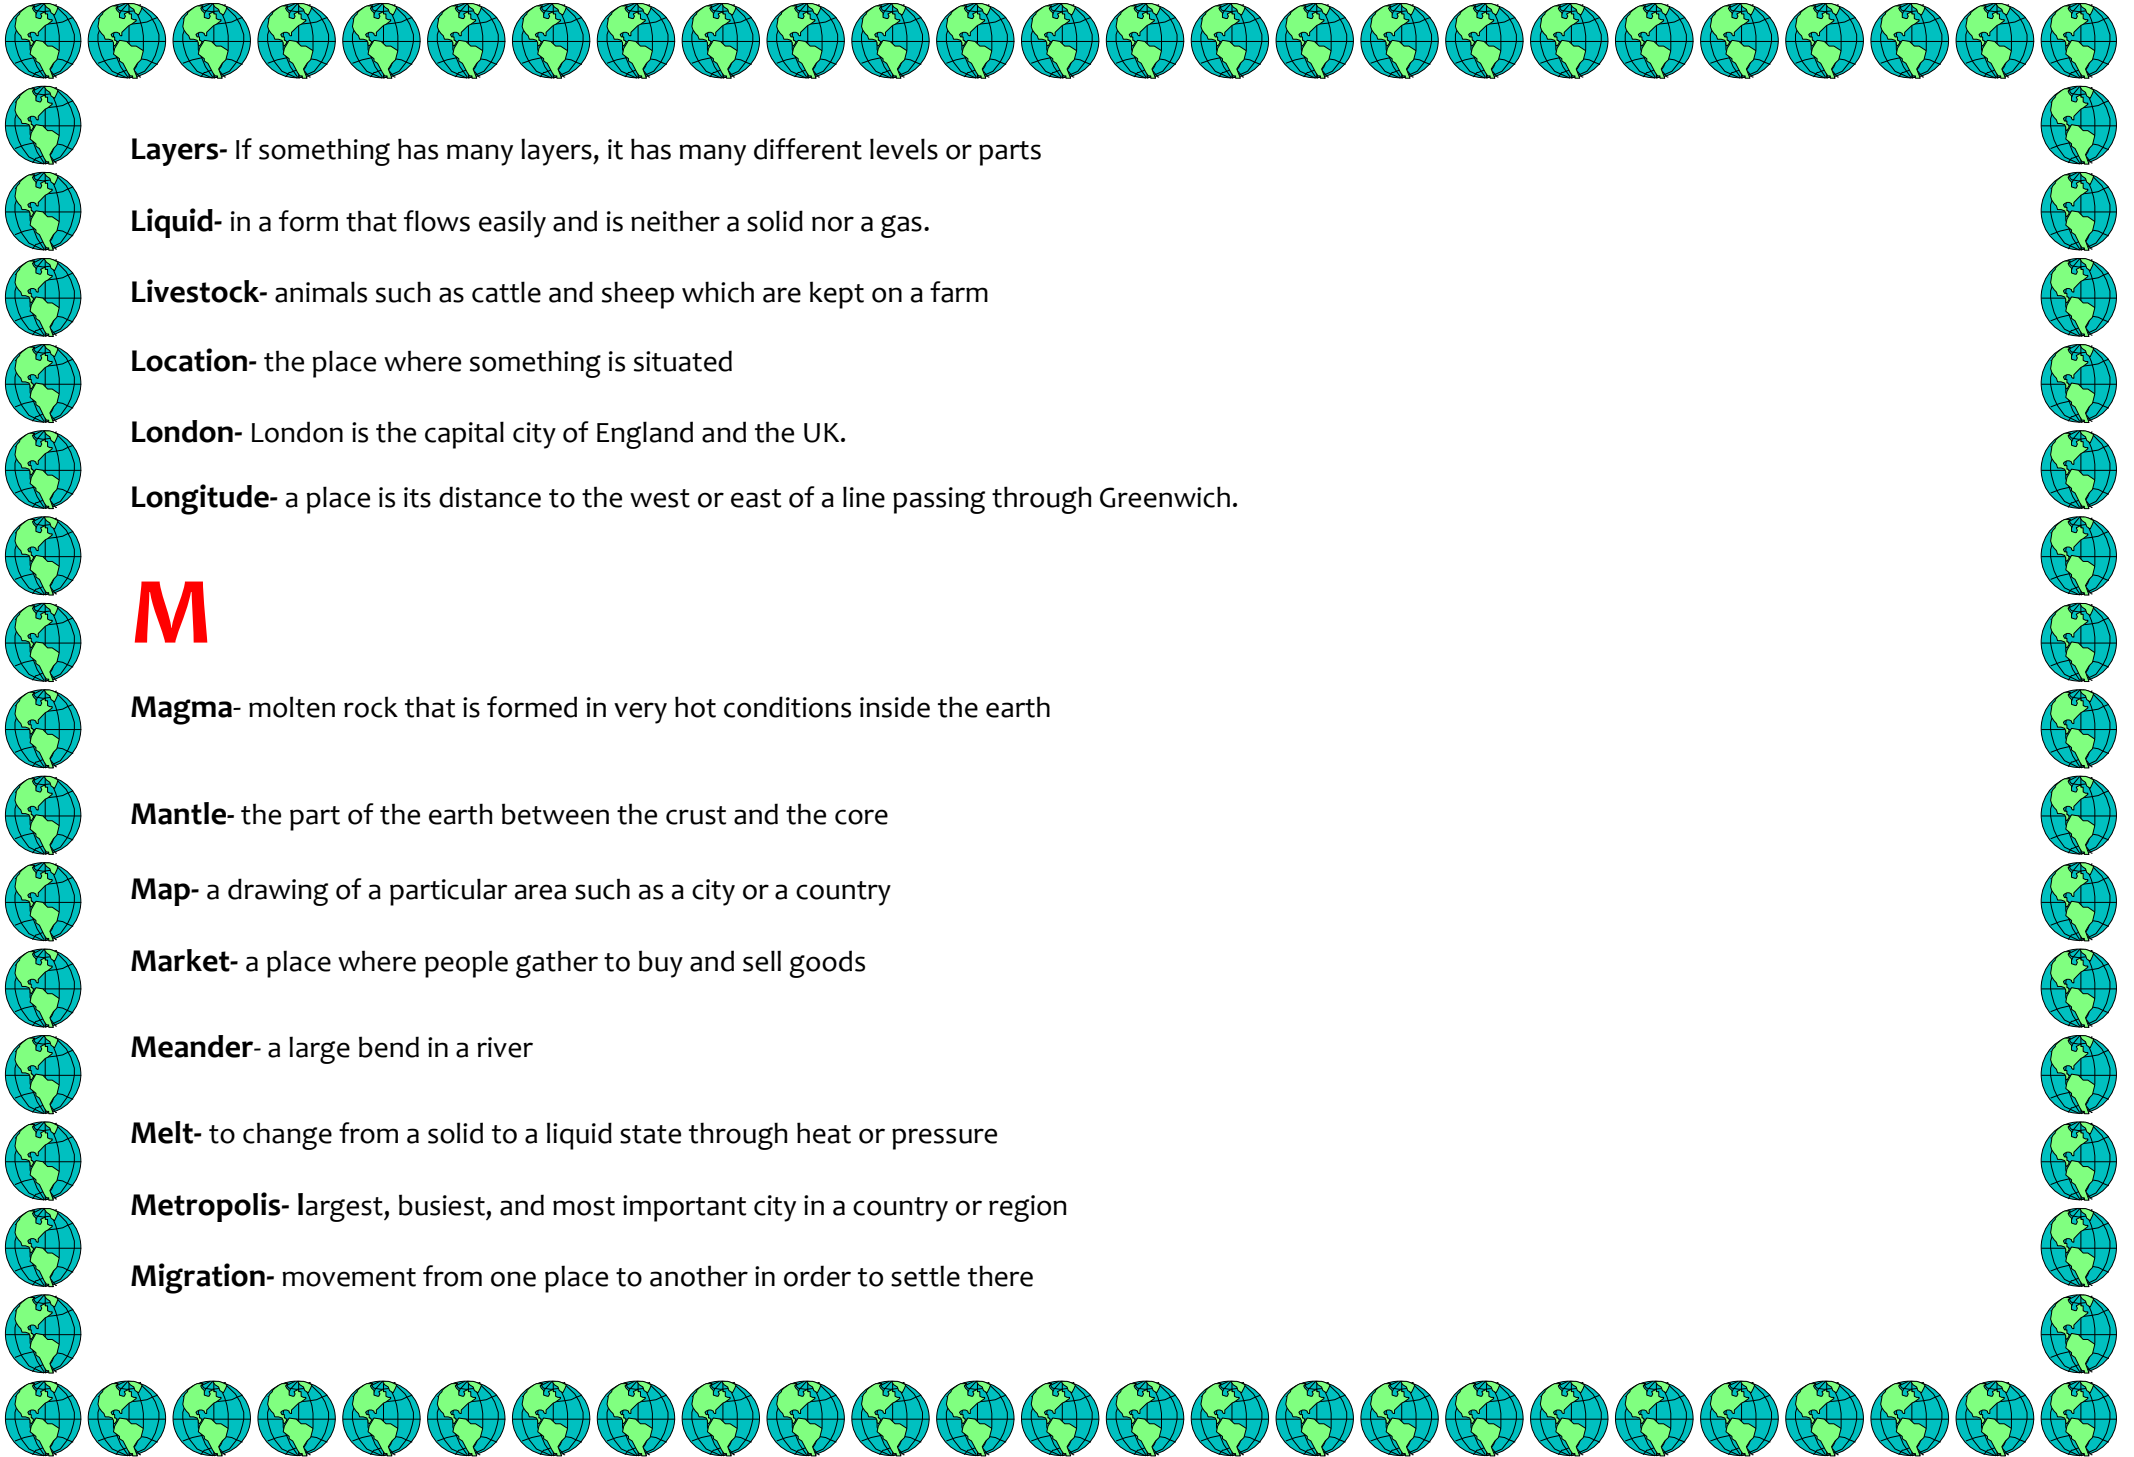 Layers- If something has many layers, it has many different levels or parts
Liquid- in a form that flows easily and is neither a solid nor a gas.
Livestock- animals such as cattle and sheep which are kept on a farm
Location- the place where something is situated
London- London is the capital city of England and the UK.
Longitude- a place is its distance to the west or east of a line passing through Greenwich.
M
Magma- molten rock that is formed in very hot conditions inside the earth
Mantle- the part of the earth between the crust and the core
Map- a drawing of a particular area such as a city or a country
Market- a place where people gather to buy and sell goods
Meander- a large bend in a river
Melt- to change from a solid to a liquid state through heat or pressure
Metropolis- largest, busiest, and most important city in a country or region
Migration- movement from one place to another in order to settle there